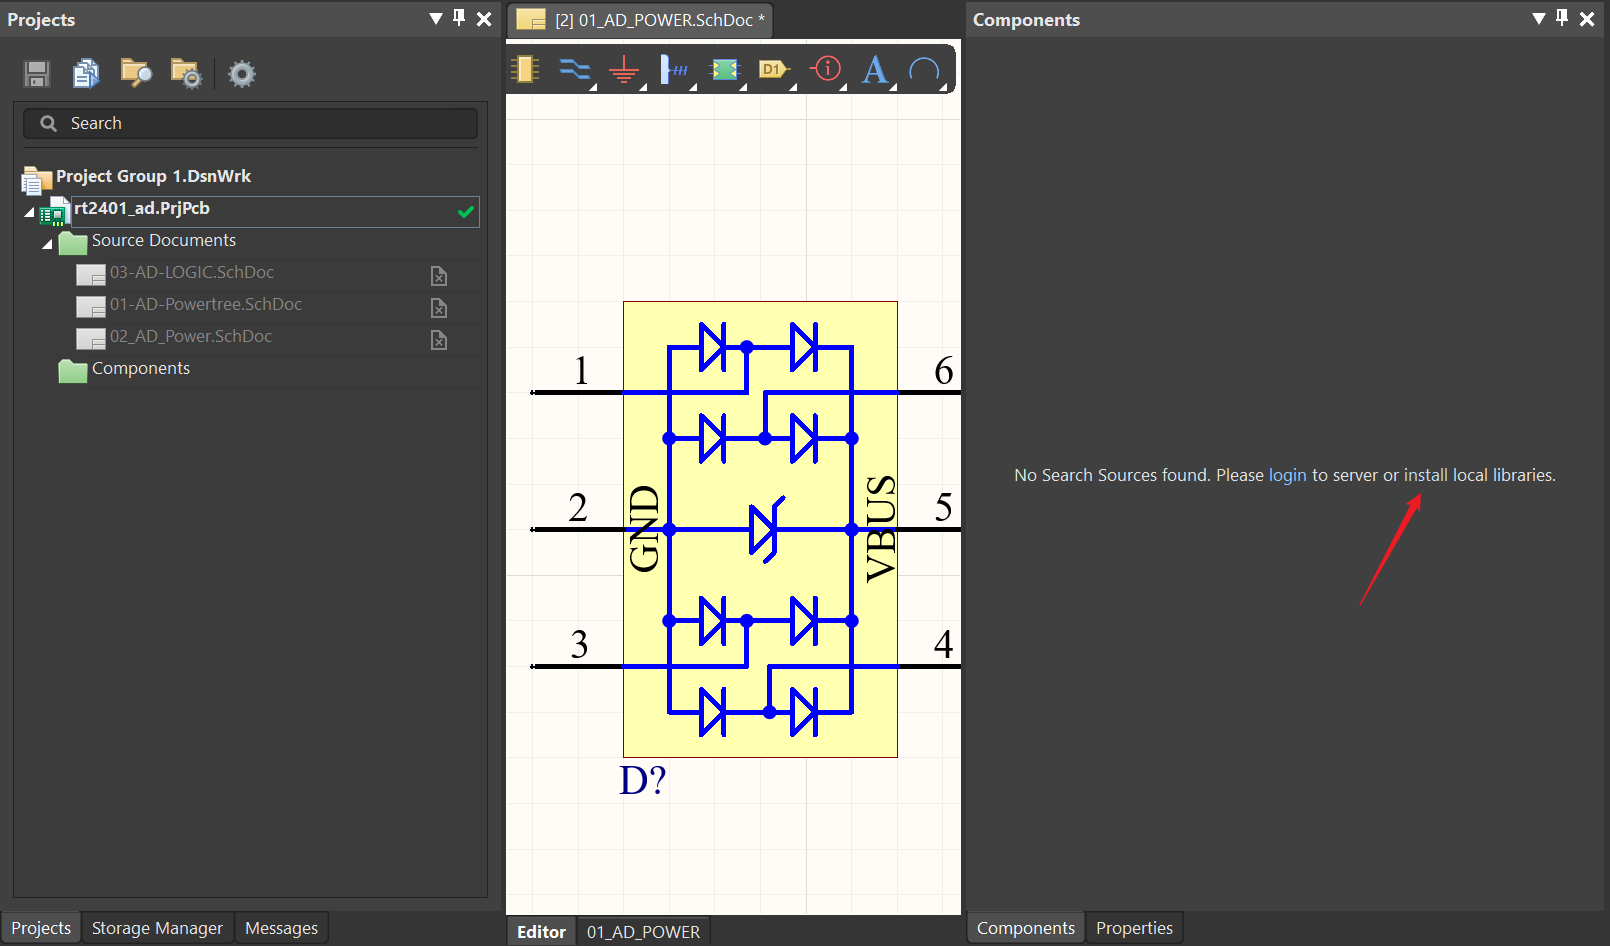 Projects
Search
Project Group 1.DsnWrk
rt2401_ad.PrjPcb
Source Documents
03-AD-LOGIC.SchDoc
01-AD-Powertree.SchDoc
02_AD_Power.SchDoc
Components
Projects
Storage Manager
Messages
[2] 01_AD_POWER.SchDoc *
D1
A
1
6
2
GND
VBUS
5
3
4
D?
Editor
01_AD_POWER
Components
No Search Sources found. Please login to server or install local libraries.
Components
Properties